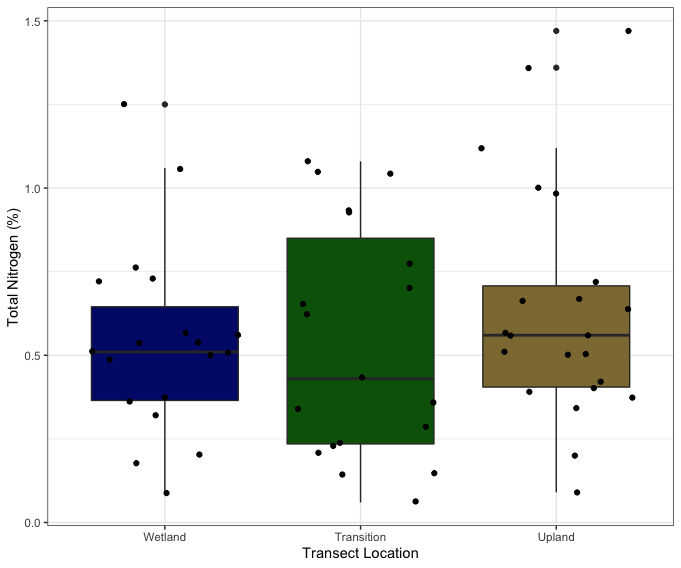 Total Nitrogen (%)
1.5
1.0
0.5
0.0
Wetland Transition Upland
Transect Location